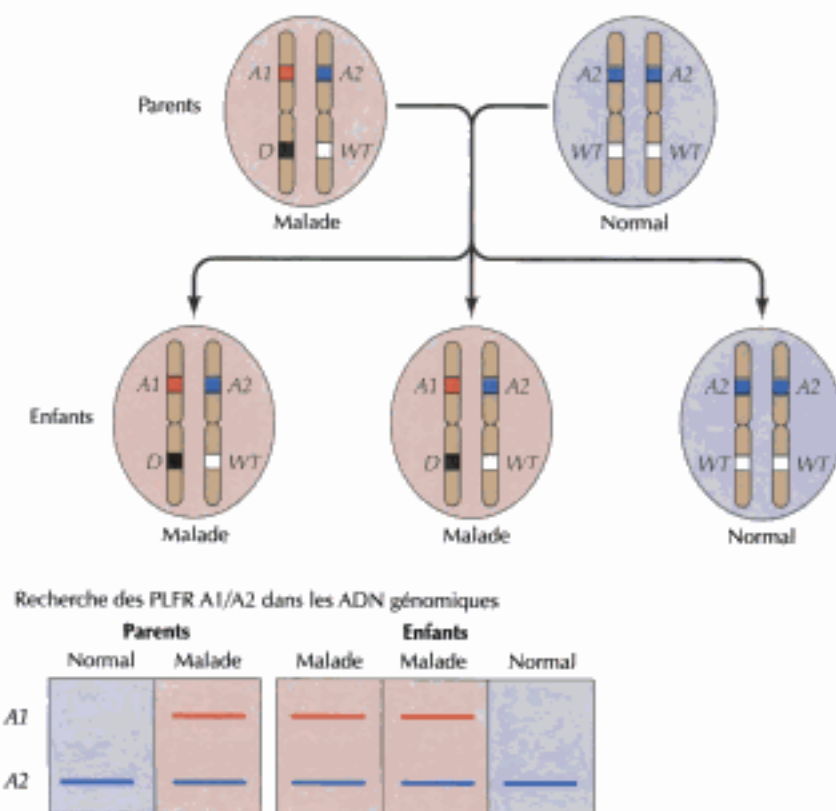 A1 A2 A2 A2
Parents
D WT WT WT
Malade Normal
A1 A2 A1 A2 A2 A2
Enfants
D WT D WT WT WT
Malade Malade Normal
Recherche des PLFR A1/A2 dans les ADN génomiques
Parents Enfants
Normal Malade Malade Malade Normal
A1
A2